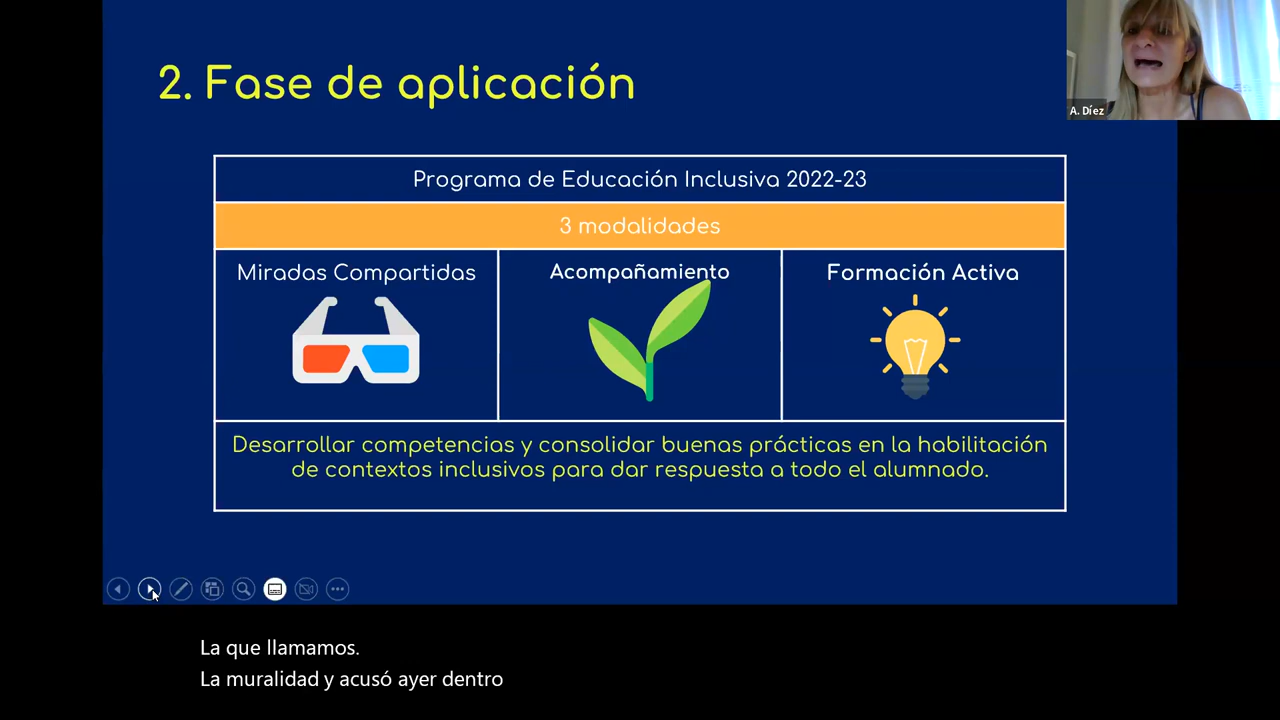 2. Fase de aplicación
A. Díez
Programa de Educación Inclusiva 2022-23
3 modalidades
Miradas Compartidas
Acompañamiento
Formación Activa
Desarrollar competencias y consolidar buenas prácticas en la habilitación
de contextos inclusivos para dar respuesta a todo el alumnado.
La que llamamos.
La muralidad y acusó ayer dentro